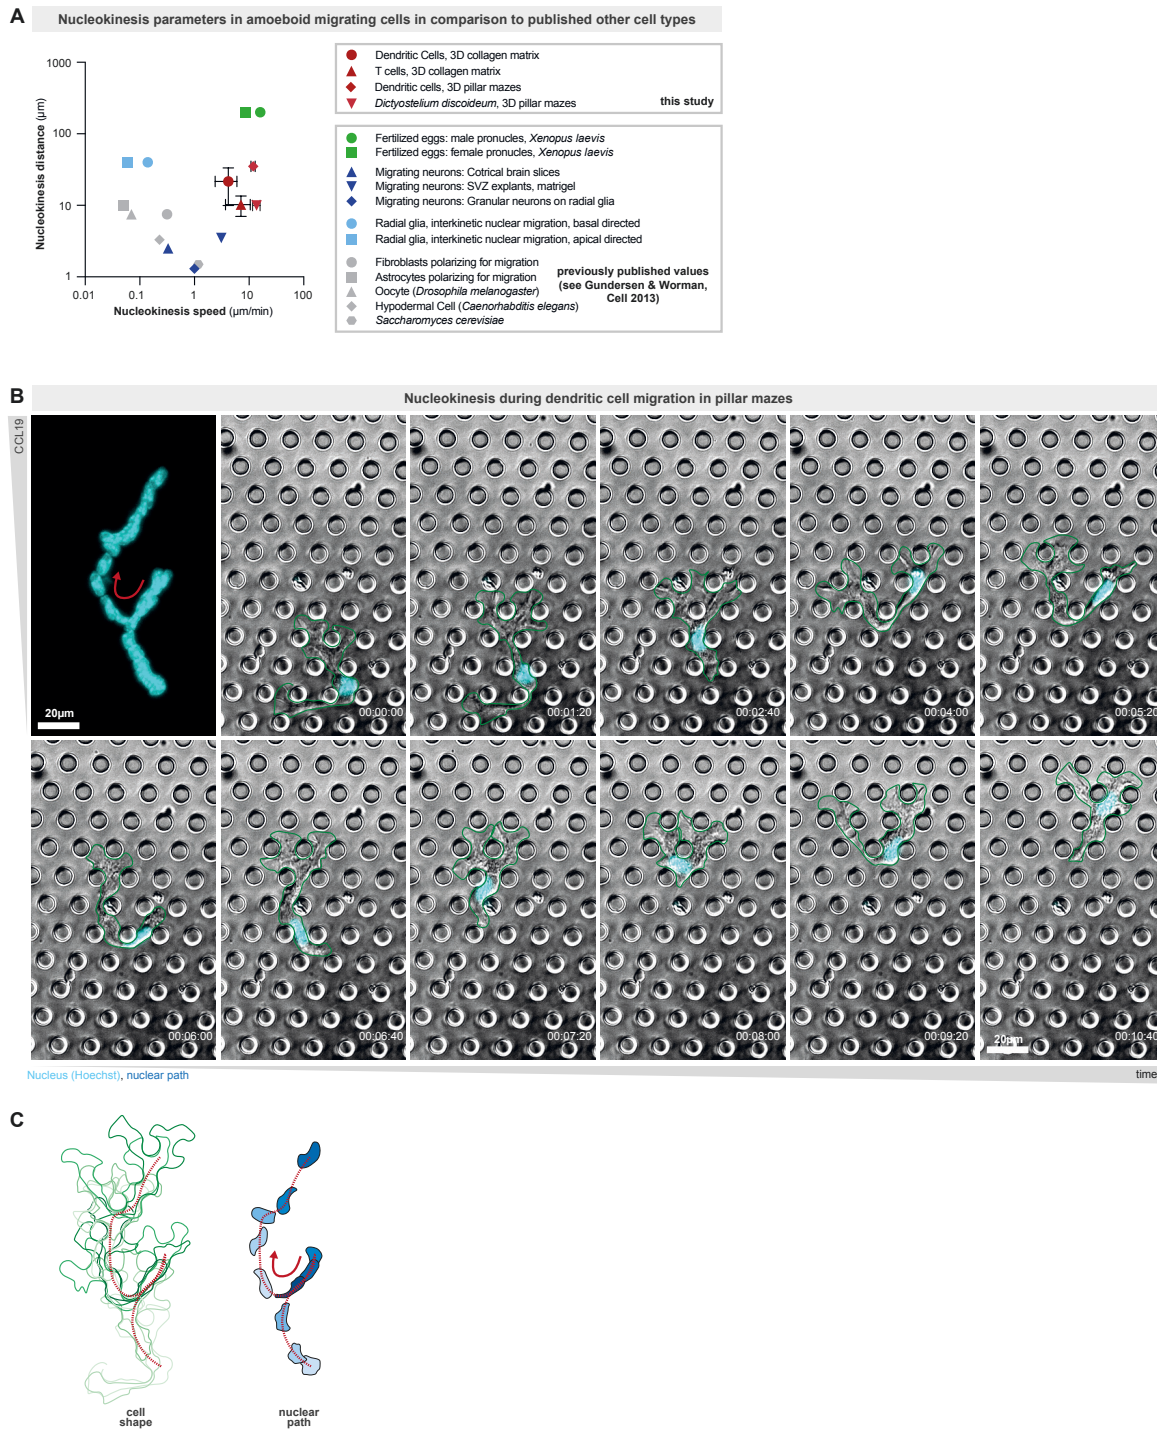 A
Nucleokinesis parameters in amoeboid migrating cells in comparison to published other cell types
Nucleokinesis distance (µm)
1000
100
10
1
0.01
0.1
1
10
100
Nucleokinesis speed (µm/min)
Dendritic Cells, 3D collagen matrix
T cells, 3D collagen matrix
Dendritic cells, 3D pillar mazes
Dictyostelium discoideum, 3D pillar mazes
this study
Fertilized eggs: male pronucles, Xenopus laevis
Fertilized eggs: female pronucles, Xenopus laevis
Migrating neurons: Cotrical brain slices
Migrating neurons: SVZ explants, matrigel
Migrating neurons: Granular neurons on radial glia
Radial glia, interkinetic nuclear migration, basal directed
Radial glia, interkinetic nuclear migration, apical directed
Fibroblasts polarizing for migration
Astrocytes polarizing for migration
Oocyte (Drosophila melanogaster)
Hypodermal Cell (Caenorhabditis elegans)
Saccharomyces cerevisiae
previously published values
(see Gundersen & Worman,
Cell 2013)
B
Nucleokinesis during dendritic cell migration in pillar mazes
CCL19
20µm
00:00:00
00:01:20
00:02:40
00:04:00
00:05:20
00:06:00
00:06:40
00:07:20
00:08:00
00:09:20
20µm
00:10:40
Nucleus (Hoechst), nuclear path
time
C
cell
shape
nuclear
path